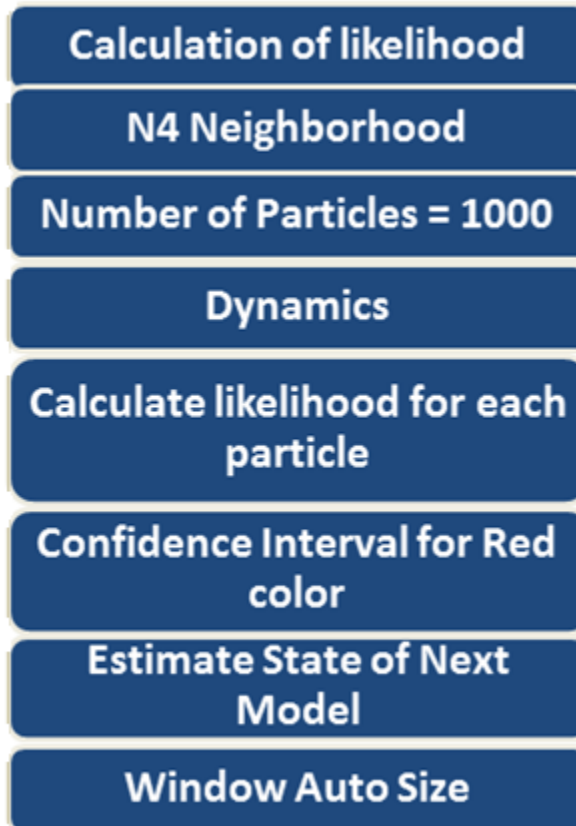 Calculation of likelihood
N4 Neighborhood
Number of Particles = 1000
Dynamics
Calculate likelihood for each
particle
Confidence Interval for Red
color
Estimate State of Next
Model
Window Auto Size